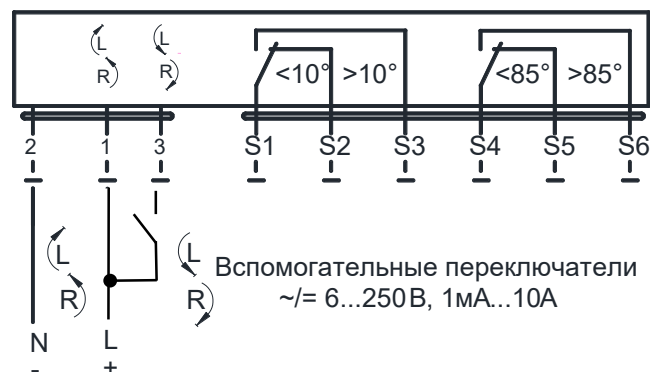 L L
R R
<10° >10° <85° >85°
2 1 3 S1 S2 S3 S4 S5 S6
L L
R R
Вспомогательные переключатели
~/= 6...250В, 1мА...10А
N L
- +